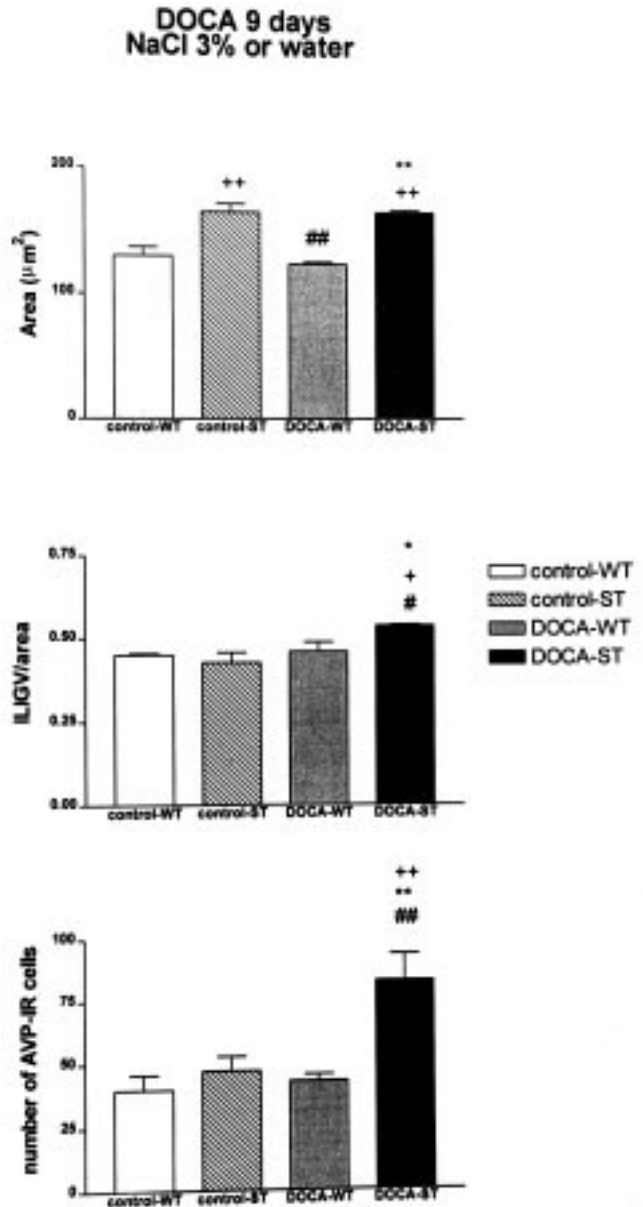 DOCA 9 days
NaCl 3% or water
200
100
0
Area (μm²)
++
##
**
++
control-WT
control-ST
DOCA-WT
DOCA-ST
0.75
0.50
0.25
0.00
ILIGV/area
*
+
#
control-WT
control-ST
DOCA-WT
DOCA-ST
control-WT
control-ST
DOCA-WT
DOCA-ST
100
75
50
25
0
number of AVP-IR cells
++
**
##
control-WT
control-ST
DOCA-WT
DOCA-ST